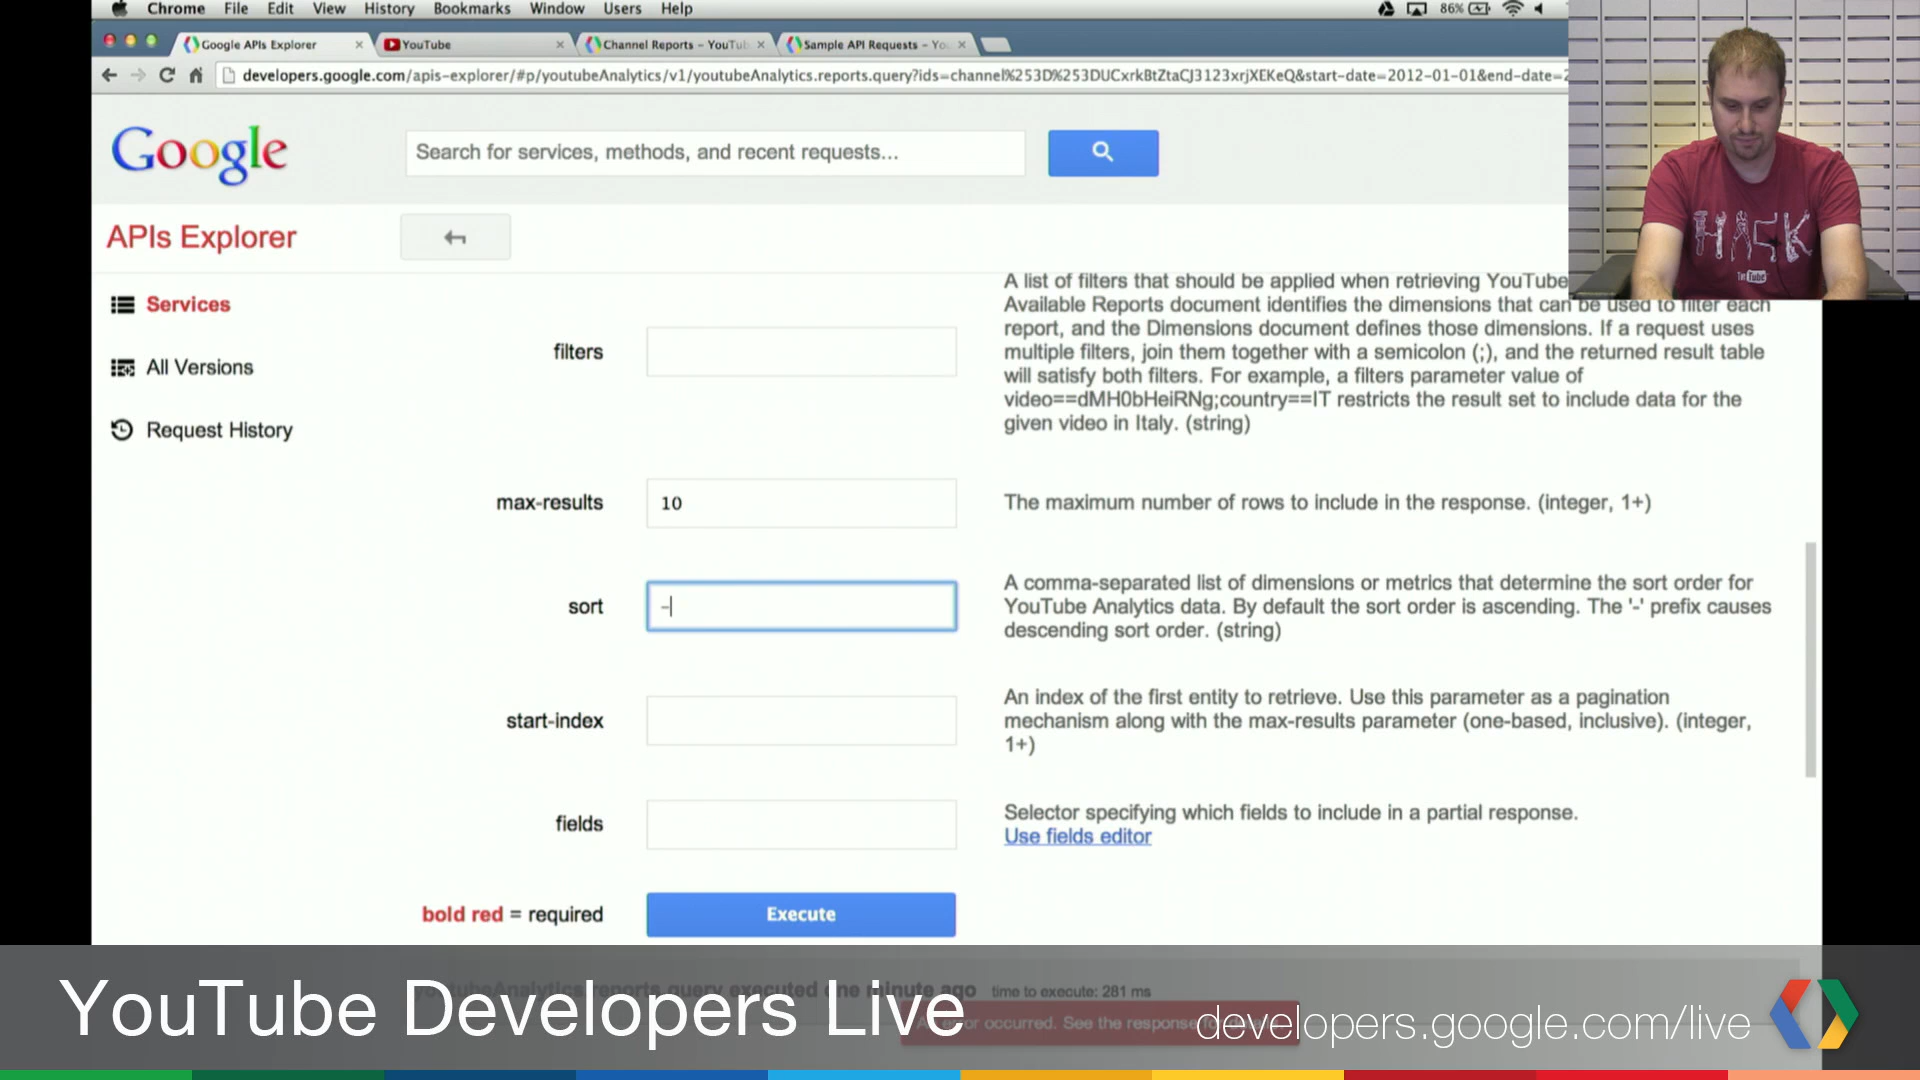 Chrome File Edit View History Bookmarks Window Users Help 86%
Google APIs Explorer YouTube Channel Reports – YouTub Sample API Requests – Yo
developers.google.com/apis-explorer/#p/youtubeAnalytics/v1/youtubeAnalytics.reports.query?ids=channel%253D%253DUCxrkBtZtaCJ3123xrjXEKeQ&start-date=2012-01-01&end-date=2
Google
Search for services, methods, and recent requests...
APIs Explorer
Services
All Versions
Request History
filters
A list of filters that should be applied when retrieving YouTube
Available Reports document identifies the dimensions that can be used to filter each
report, and the Dimensions document defines those dimensions. If a request uses
multiple filters, join them together with a semicolon (;), and the returned result table
will satisfy both filters. For example, a filters parameter value of
video==dMH0bHeiRNg;country==IT restricts the result set to include data for the
given video in Italy. (string)
max-results 10
The maximum number of rows to include in the response. (integer, 1+)
sort -
A comma-separated list of dimensions or metrics that determine the sort order for
YouTube Analytics data. By default the sort order is ascending. The '-' prefix causes
descending sort order. (string)
start-index
An index of the first entity to retrieve. Use this parameter as a pagination
mechanism along with the max-results parameter (one-based, inclusive). (integer,
1+)
fields
Selector specifying which fields to include in a partial response.
Use fields editor
bold red = required
Execute
HACK
YouTube
executed one minute ago time to execute: 281 ms
occurred. See the response
YouTube Developers Live
developers.google.com/live